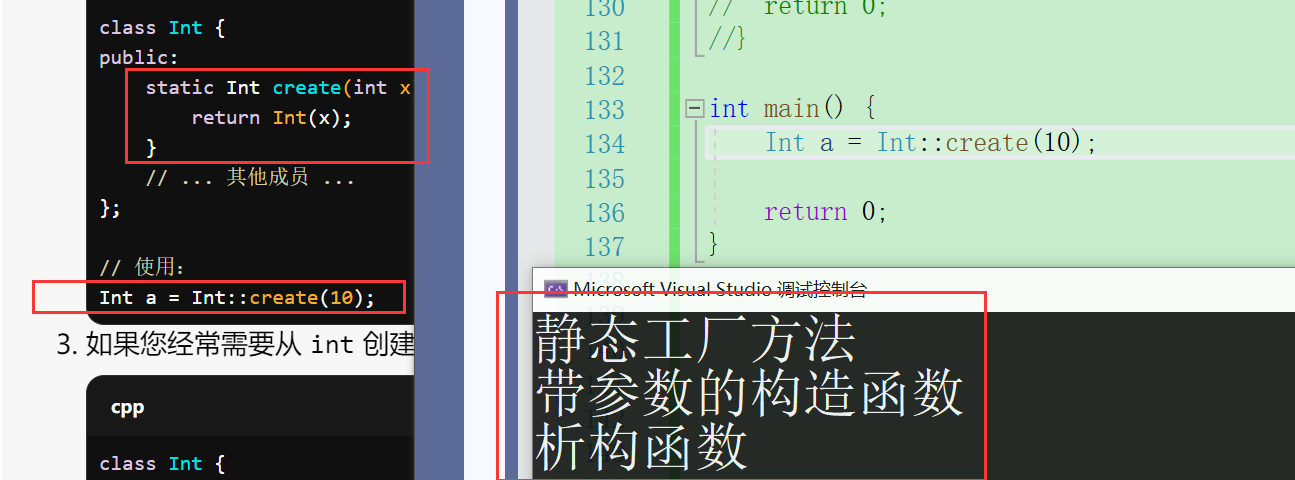 class Int {
public:
static Int create(int x
return Int(x);
}
// ... 其他成员 ...
};
// 使用:
Int a = Int::create(10);
3. 如果您经常需要从 int 创建
cpp
class Int {
130 // return 0;
131 //}
132
133 int main() {
134 Int a = Int::create(10);
135
136 return 0;
137 }
138
Microsoft Visual Studio 调试控制台
静态工厂方法
带参数的构造函数
析构函数